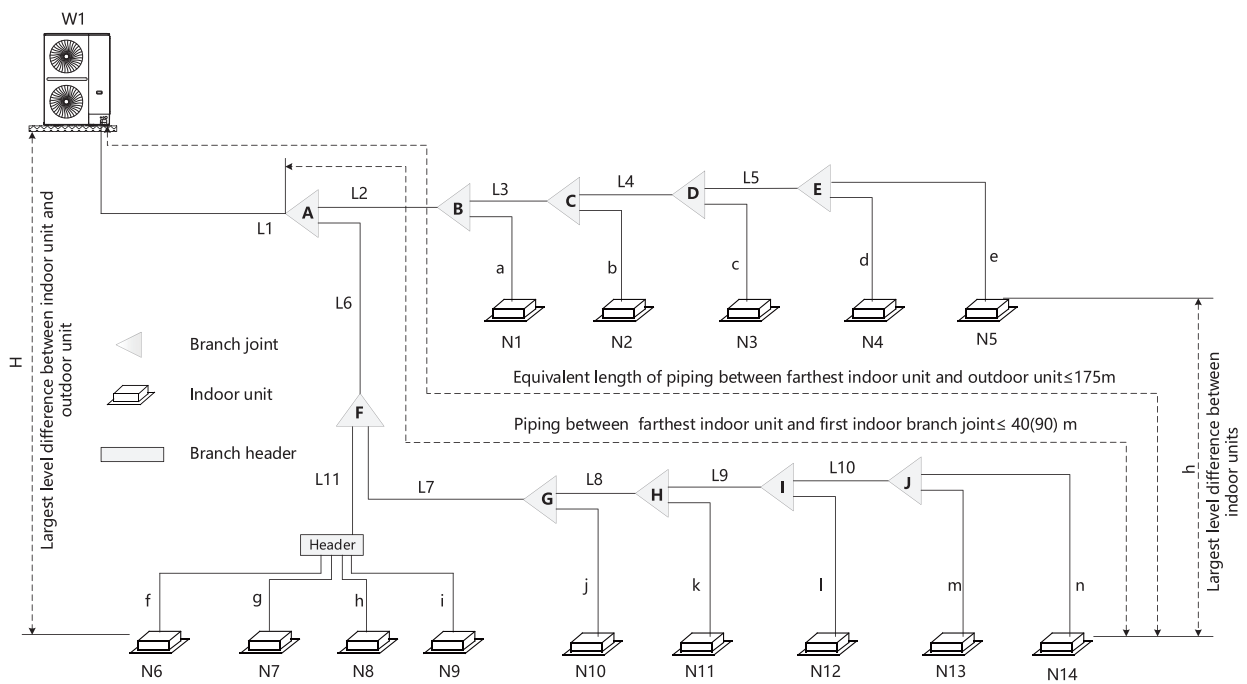 W1
H
Largest level difference between indoor unit and
outdoor unit
L1
A
L2
B
L3
C
L4
D
L5
E
a
b
c
d
e
N1
N2
N3
N4
N5
L6
Branch joint
Indoor unit
Branch header
Equivalent length of piping between farthest indoor unit and outdoor unit≤175m
Piping between farthest indoor unit and first indoor branch joint≤ 40(90) m
h
Largest level difference between
indoor units
F
L11
L7
G
L8
H
L9
I
L10
J
Header
f
g
h
i
j
k
l
m
n
N6
N7
N8
N9
N10
N11
N12
N13
N14